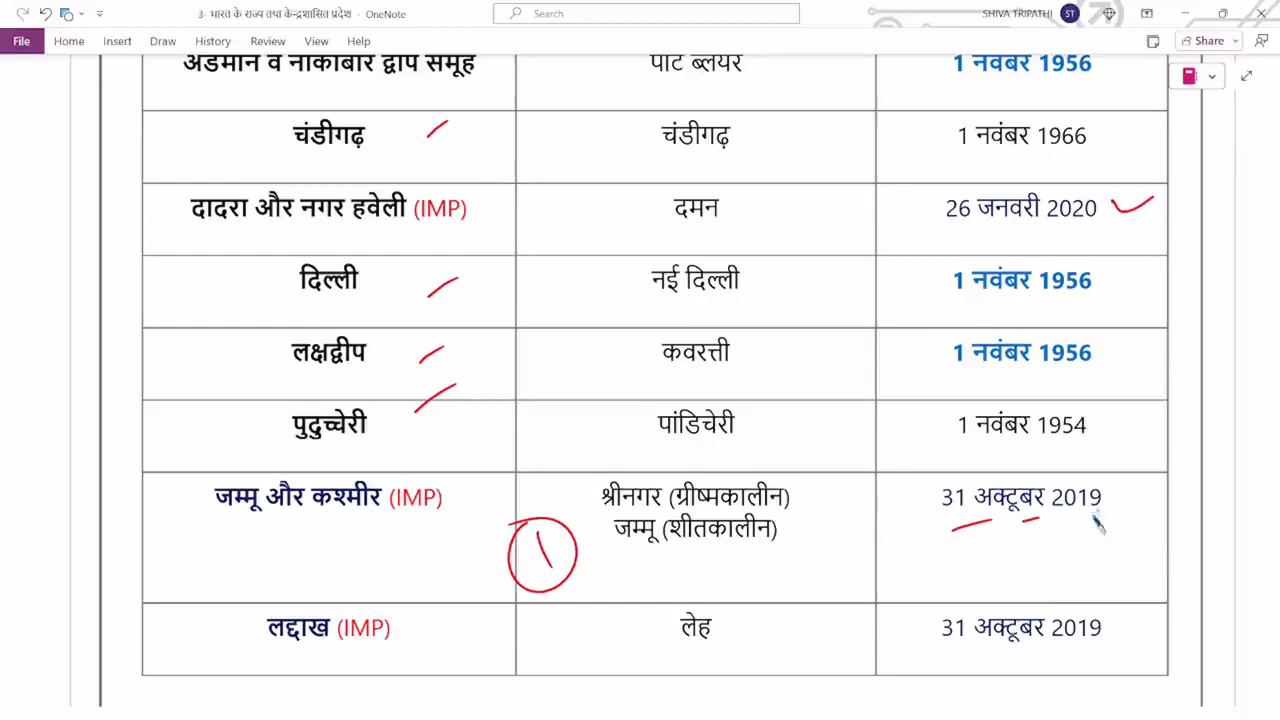 3- भारत के राज्य तथा केन्द्रशासित प्रदेश - OneNote
Search
SHIVA TRIPATHI ST
File Home Insert Draw History Review View Help
Share
अंडमान व निकोबार द्वीप समूह पोर्ट ब्लेयर 1 नवंबर 1956
चंडीगढ़ चंडीगढ़ 1 नवंबर 1966
दादरा और नगर हवेली (IMP) दमन 26 जनवरी 2020
दिल्ली नई दिल्ली 1 नवंबर 1956
लक्षद्वीप कवरत्ती 1 नवंबर 1956
पुदुच्चेरी पांडिचेरी 1 नवंबर 1954
जम्मू और कश्मीर (IMP) श्रीनगर (ग्रीष्मकालीन) 31 अक्टूबर 2019
जम्मू (शीतकालीन)
लद्दाख (IMP) लेह 31 अक्टूबर 2019